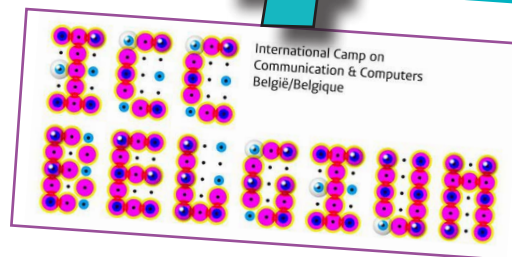 ICC
International Camp on
Communication & Computers
België/Belgique
BELGIUM